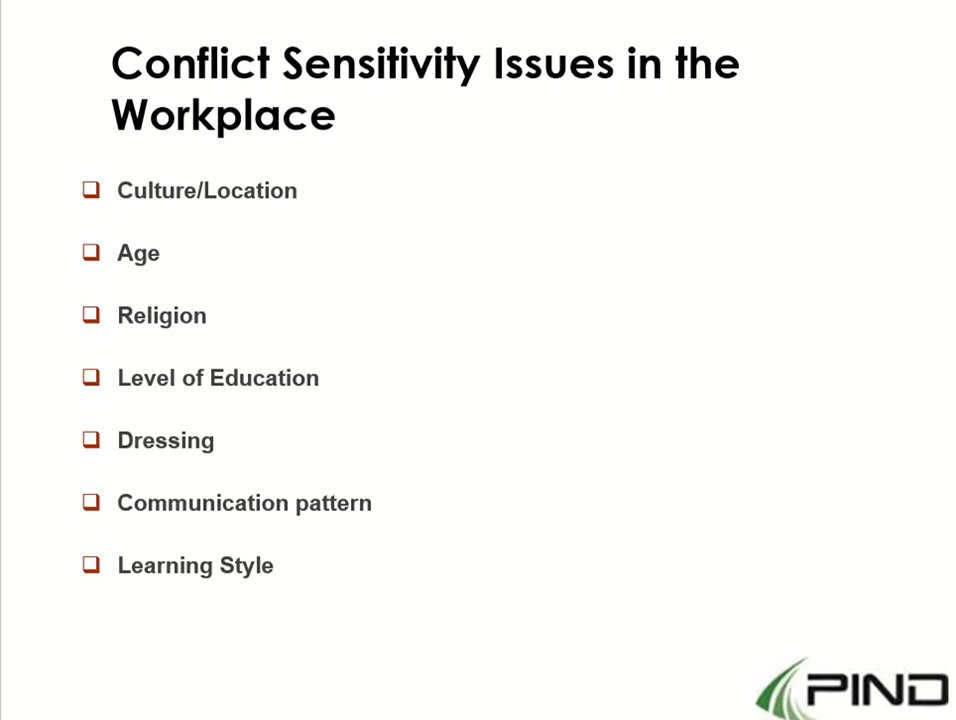 Conflict Sensitivity Issues in the
Workplace
Culture/Location
Age
Religion
Level of Education
Dressing
Communication pattern
Learning Style
PIND